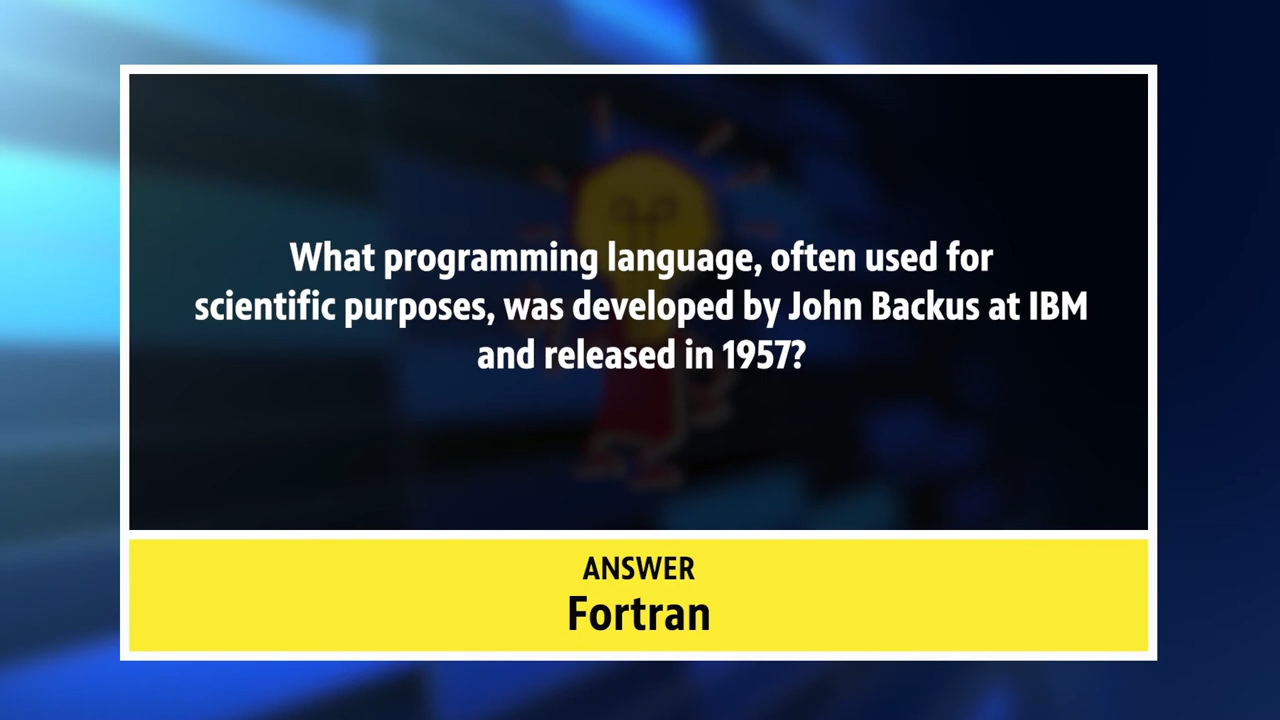 What programming language, often used for
scientific purposes, was developed by John Backus at IBM
and released in 1957?
ANSWER
Fortran